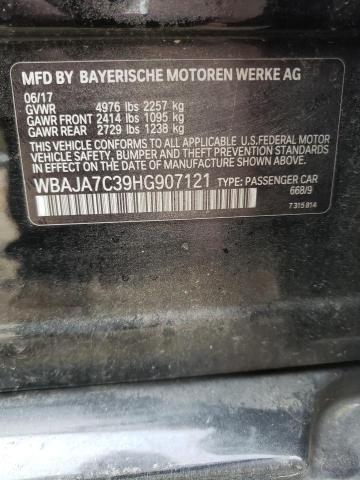 MFD BY BAYERISCHE MOTOREN WERKE AG
06/17
GVWR 4976 lbs 2257 kg
GAWR FRONT 2414 lbs 1095 kg
GAWR REAR 2729 lbs 1238 kg
THIS VEHICLE CONFORMS TO ALL APPLICABLE U.S.FEDERAL MOTOR
VEHICLE SAFETY, BUMPER, AND THEFT PREVENTION STANDARDS
IN EFFECT ON THE DATE OF MANUFACTURE SHOWN ABOVE.
WBAJA7C39HG907121 TYPE: PASSENGER CAR
668/9
7 315 814